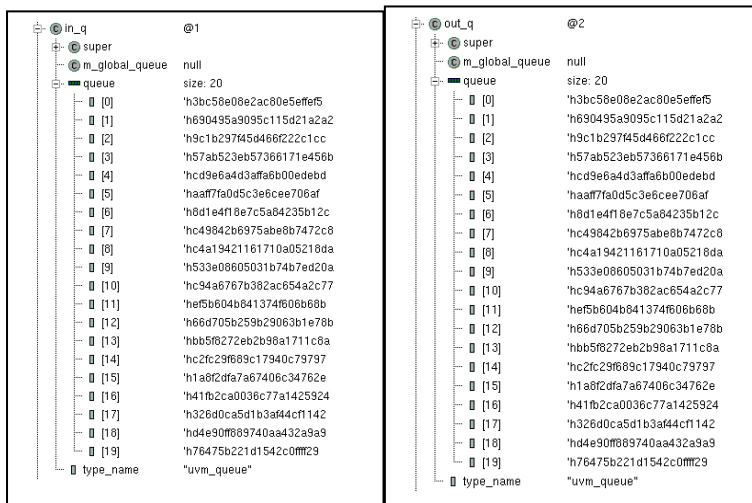 in_q @1
super
m_global_queue null
queue size: 20
[0] 'h3bc58e08e2ac80e5effef5
[1] 'h690495a9095c115d21a2a2
[2] 'h9c1b297f45d466f222c1cc
[3] 'h57ab523eb57366171e456b
[4] 'hcd9e6a4d3affa6b00edebd
[5] 'haaff7fa0d5c3e6cee706af
[6] 'h8d1e4f18e7c5a84235b12c
[7] 'hc49842b6975abe8b7472c8
[8] 'hc4a19421161710a05218da
[9] 'h533e08605031b74b7ed20a
[10] 'hc94a6767b382ac654a2c77
[11] 'hef5b604b841374f606b68b
[12] 'h66d705b259b29063b1e78b
[13] 'hbb5f8272eb2b98a1711c8a
[14] 'hc2fc29f689c17940c79797
[15] 'h1a8f2dfa7a67406c34762e
[16] 'h41fb2ca0036c77a1425924
[17] 'h326d0ca5d1b3af44cf1142
[18] 'hd4e90ff889740aa432a9a9
[19] 'h76475b221d1542c0ffff29
type_name "uvm_queue"
out_q @2
super
m_global_queue null
queue size: 20
[0] 'h3bc58e08e2ac80e5effef5
[1] 'h690495a9095c115d21a2a2
[2] 'h9c1b297f45d466f222c1cc
[3] 'h57ab523eb57366171e456b
[4] 'hcd9e6a4d3affa6b00edebd
[5] 'haaff7fa0d5c3e6cee706af
[6] 'h8d1e4f18e7c5a84235b12c
[7] 'hc49842b6975abe8b7472c8
[8] 'hc4a19421161710a05218da
[9] 'h533e08605031b74b7ed20a
[10] 'hc94a6767b382ac654a2c77
[11] 'hef5b604b841374f606b68b
[12] 'h66d705b259b29063b1e78b
[13] 'hbb5f8272eb2b98a1711c8a
[14] 'hc2fc29f689c17940c79797
[15] 'h1a8f2dfa7a67406c34762e
[16] 'h41fb2ca0036c77a1425924
[17] 'h326d0ca5d1b3af44cf1142
[18] 'hd4e90ff889740aa432a9a9
[19] 'h76475b221d1542c0ffff29
type_name "uvm_queue"